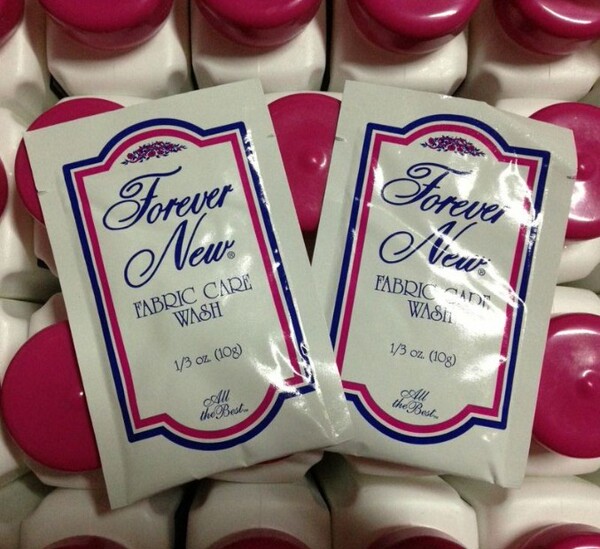 Forever
New®
FABRIC CARE
WASH
1/3 oz. (10g)
All
the Best...
Forever
New®
FABRIC CARE
WASH
1/3 oz. (10g)
All
the Best...